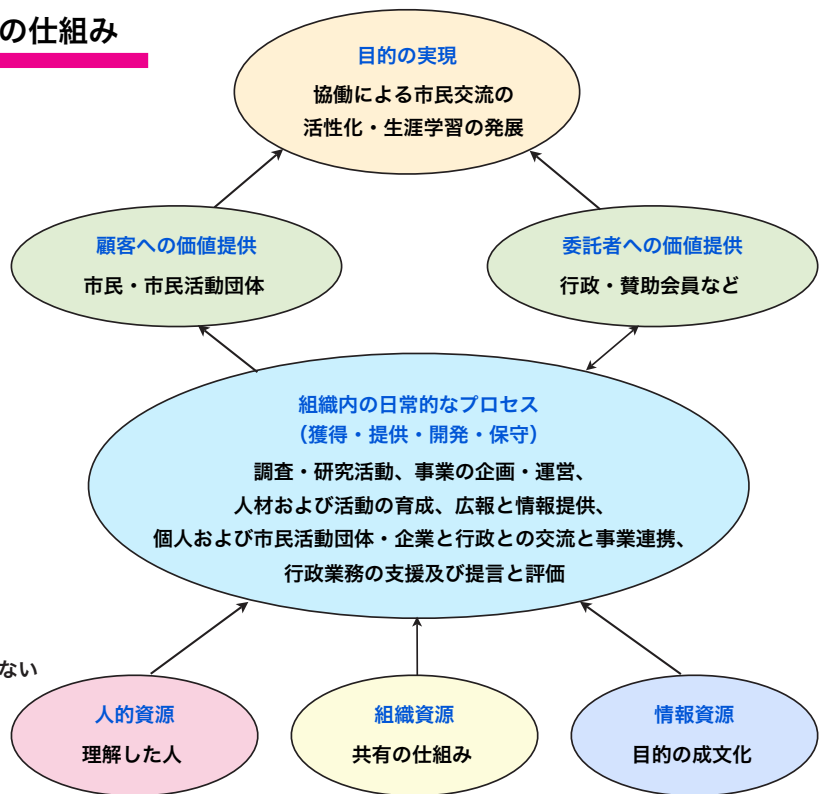 の仕組み
目的の実現
協働による市民交流の
活性化・生涯学習の発展
顧客への価値提供
市民・市民活動団体
委託者への価値提供
行政・賛助会員など
組織内の日常的なプロセス
（獲得・提供・開発・保守）
調査・研究活動、事業の企画・運営、
人材および活動の育成、広報と情報提供、
個人および市民活動団体・企業と行政との交流と事業連携、
行政業務の支援及び提言と評価
ない
人的資源
理解した人
組織資源
共有の仕組み
情報資源
目的の成文化